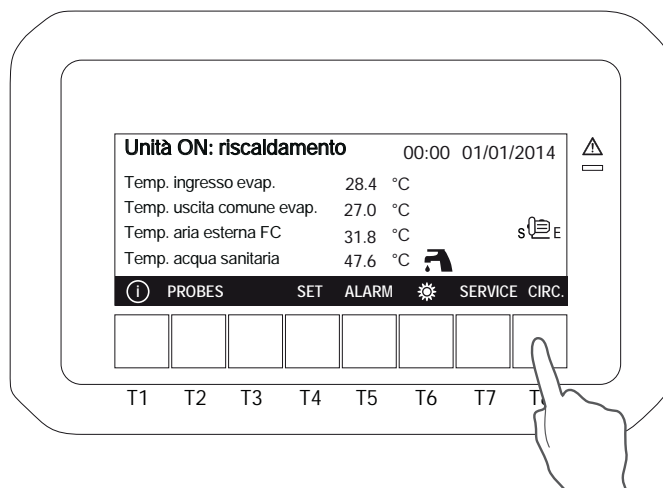 Unità ON: riscaldamento 00:00 01/01/2014
Temp. ingresso evap. 28.4 °C
Temp. uscita comune evap. 27.0 °C
Temp. aria esterna FC 31.8 °C
S E
Temp. acqua sanitaria 47.6 °C
i PROBES SET ALARM SERVICE CIRC.
T1 T2 T3 T4 T5 T6 T7